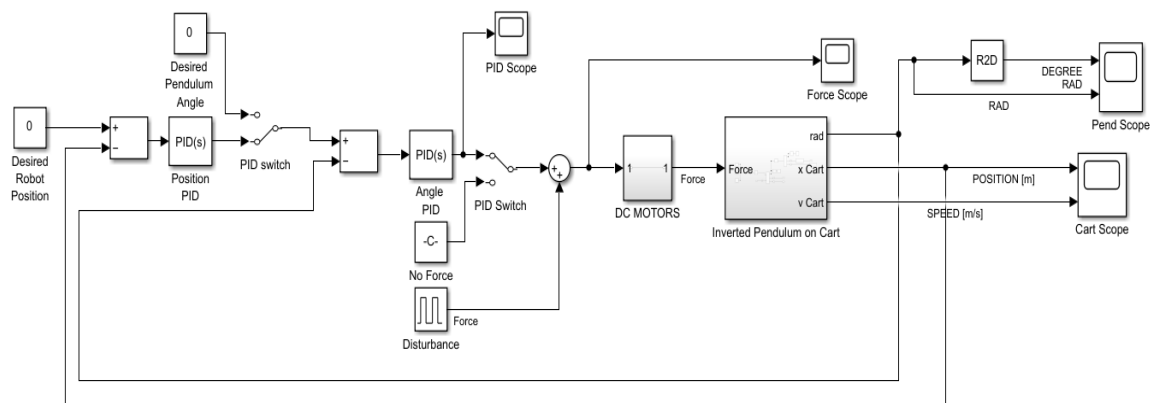 0
Desired
Pendulum
Angle
PID Scope
Force Scope
R2D
DEGREE
RAD
RAD
Pend Scope
0
Desired
Robot
Position
+
−
PID(s)
Position
PID
PID switch
+
−
PID(s)
Angle
PID
PID Switch
+
+
-C-
No Force
Force
Disturbance
1
1
DC MOTORS
Force
Force
rad
x Cart
v Cart
Inverted Pendulum on Cart
POSITION [m]
SPEED [m/s]
Cart Scope